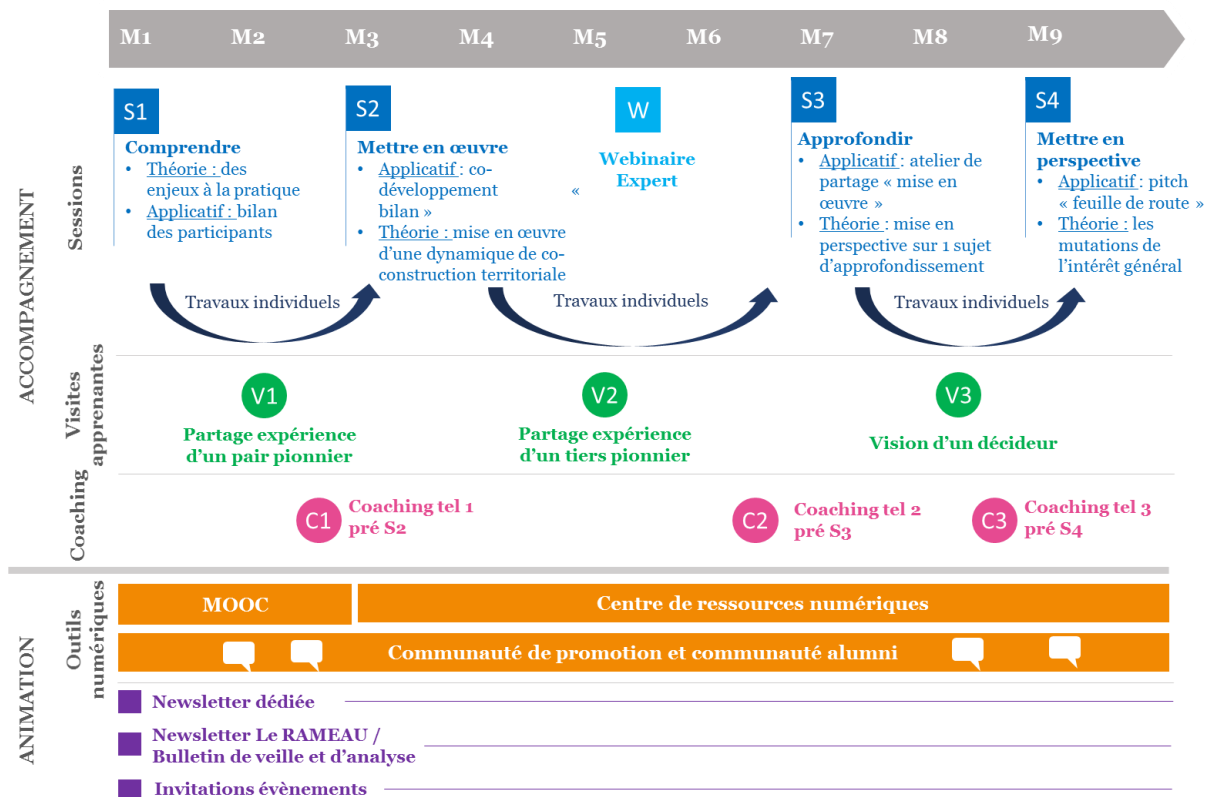 M1 M2 M3 M4 M5 M6 M7 M8 M9
ACCOMPAGNEMENT
Sessions
S1
Comprendre
• Théorie : des
enjeux à la pratique
• Applicatif : bilan
des participants
S2
Mettre en œuvre
• Applicatif : co-
développement «
bilan »
• Théorie : mise en œuvre
d’une dynamique de co-
construction territoriale
W
Webinaire
Expert
S3
Approfondir
• Applicatif : atelier de
partage « mise en
œuvre »
• Théorie : mise en
perspective sur 1 sujet
d’approfondissement
S4
Mettre en
perspective
• Applicatif : pitch
« feuille de route »
• Théorie : les
mutations de
l’intérêt général
Travaux individuels
Travaux individuels
Travaux individuels
Visites
apprenantes
V1
Partage expérience
d’un pair pionnier
V2
Partage expérience
d’un tiers pionnier
V3
Vision d’un décideur
Coaching
C1
Coaching tel 1
pré S2
C2
Coaching tel 2
pré S3
C3
Coaching tel 3
pré S4
ANIMATION
Outils
numériques
MOOC
Centre de ressources numériques
Communauté de promotion et communauté alumni
Newsletter dédiée
Newsletter Le RAMEAU /
Bulletin de veille et d’analyse
Invitations évènements